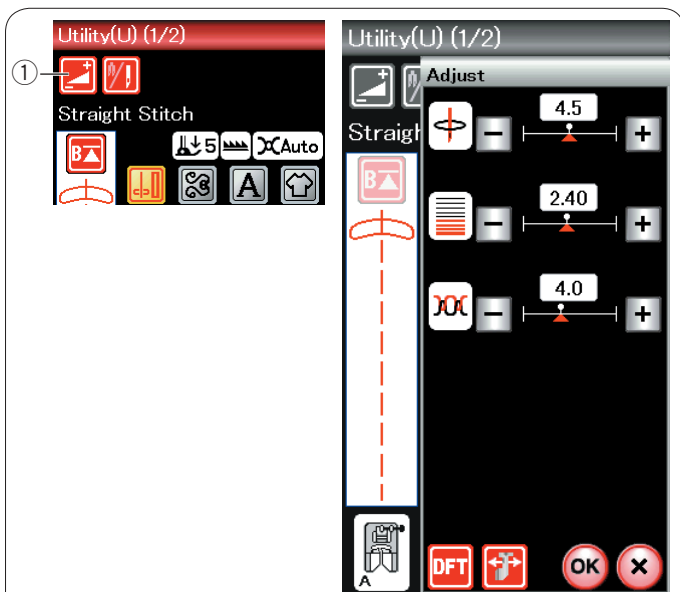 Utility(U) (1/2)
1
Straight Stitch
B
5 Auto
A
Utility(U) (1/2)
Adjust
4.5
Straigh
B
2.40
4.0
A
DFT OK